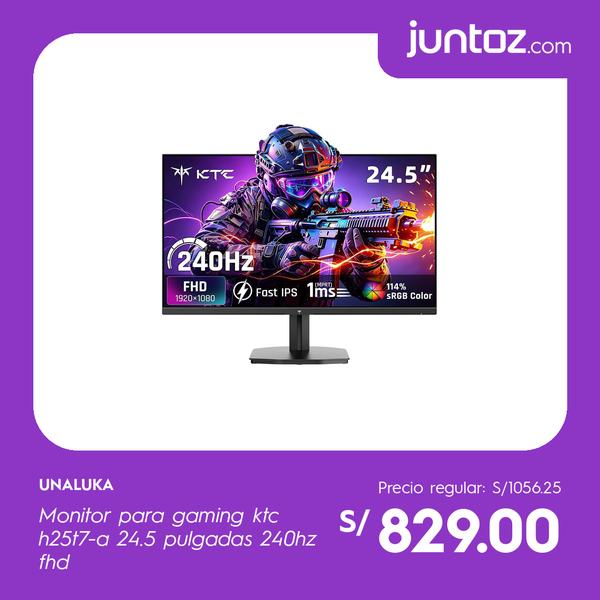 juntoz.com
KTC
24.5”
240Hz
FHD
1920×1080
Fast IPS
(MPRT)
1ms
114%
sRGB Color
UNALUKA
Monitor para gaming ktc
h25t7-a 24.5 pulgadas 240hz
fhd
Precio regular: S/1056.25
S/ 829.00